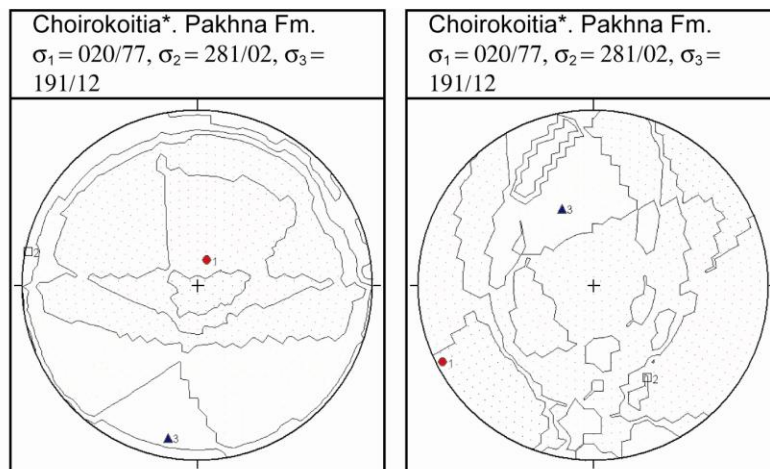 Choirokoitia*. Pakhna Fm.
σ1 = 020/77, σ2 = 281/02, σ3 =
191/12
2
1
3
Choirokoitia*. Pakhna Fm.
σ1 = 020/77, σ2 = 281/02, σ3 =
191/12
3
1
2